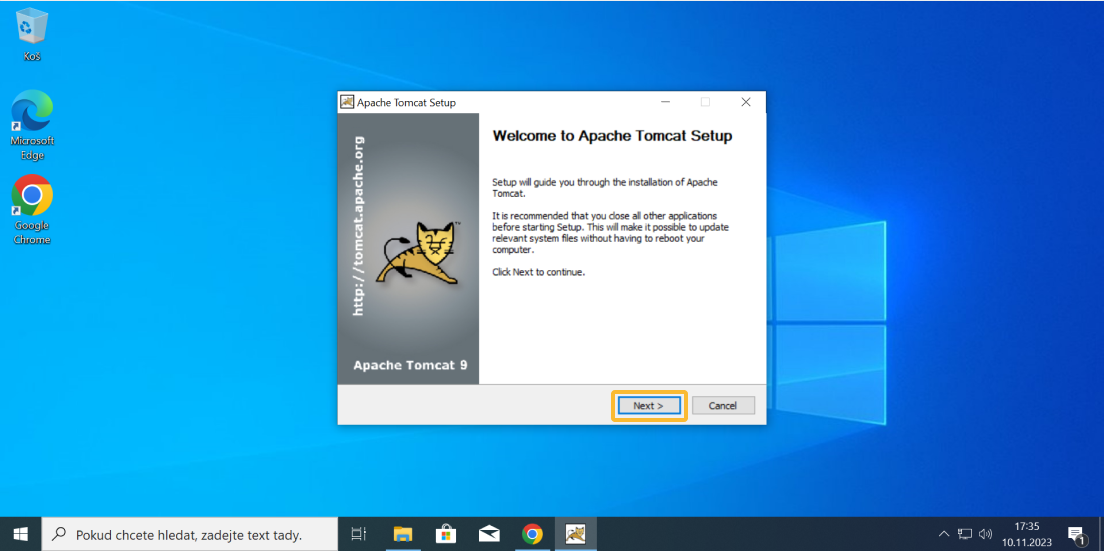 Koš
Microsoft
Edge
Google
Chrome
Apache Tomcat Setup
http://tomcat.apache.org
TM
Apache Tomcat 9
Welcome to Apache Tomcat Setup
Setup will guide you through the installation of Apache
Tomcat.
It is recommended that you close all other applications
before starting Setup. This will make it possible to update
relevant system files without having to reboot your
computer.
Click Next to continue.
Next >
Cancel
Pokud chcete hledat, zadejte text tady.
17:35
10.11.2023
1